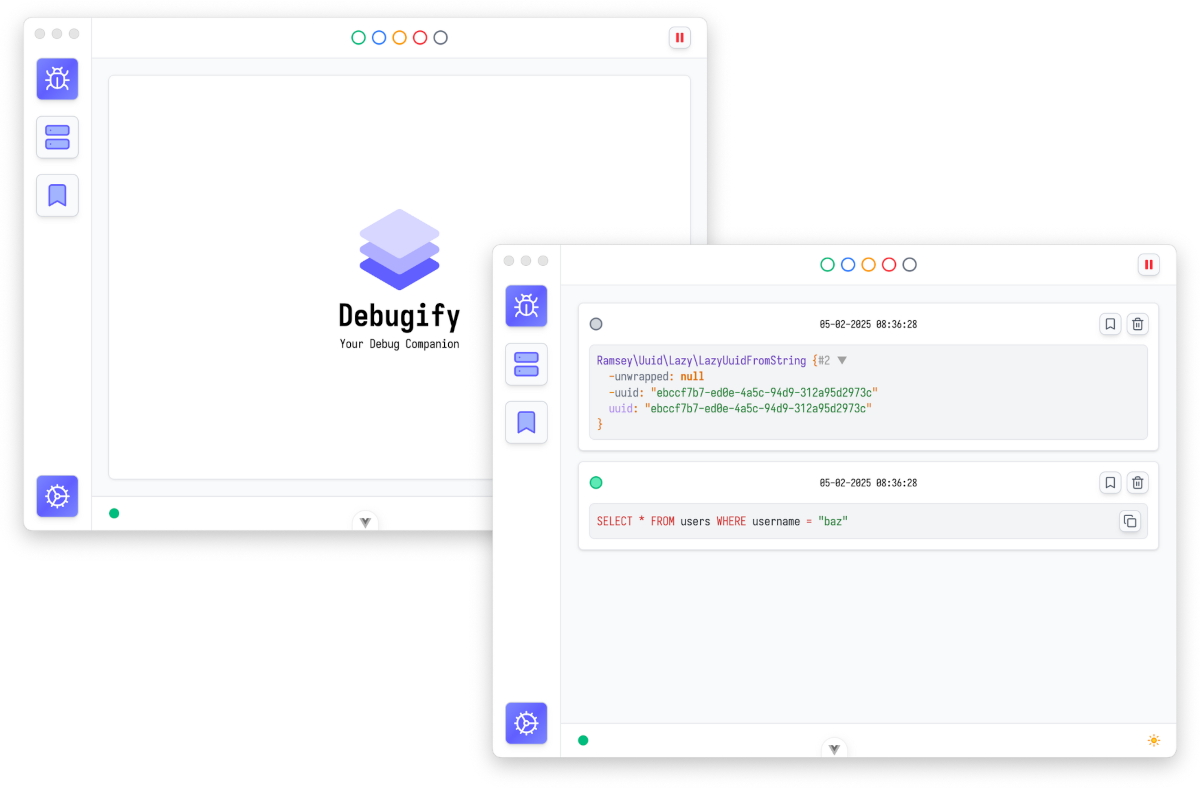 Debugify
Your Debug Companion
05-02-2025 08:36:28
Ramsey\Uuid\Lazy\LazyUuidFromString {#2 ▼
-unwrapped: null
-uuid: "ebccf7b7-ed0e-4a5c-94d9-312a95d2973c"
uuid: "ebccf7b7-ed0e-4a5c-94d9-312a95d2973c"
}
05-02-2025 08:36:28
SELECT * FROM users WHERE username = "baz"